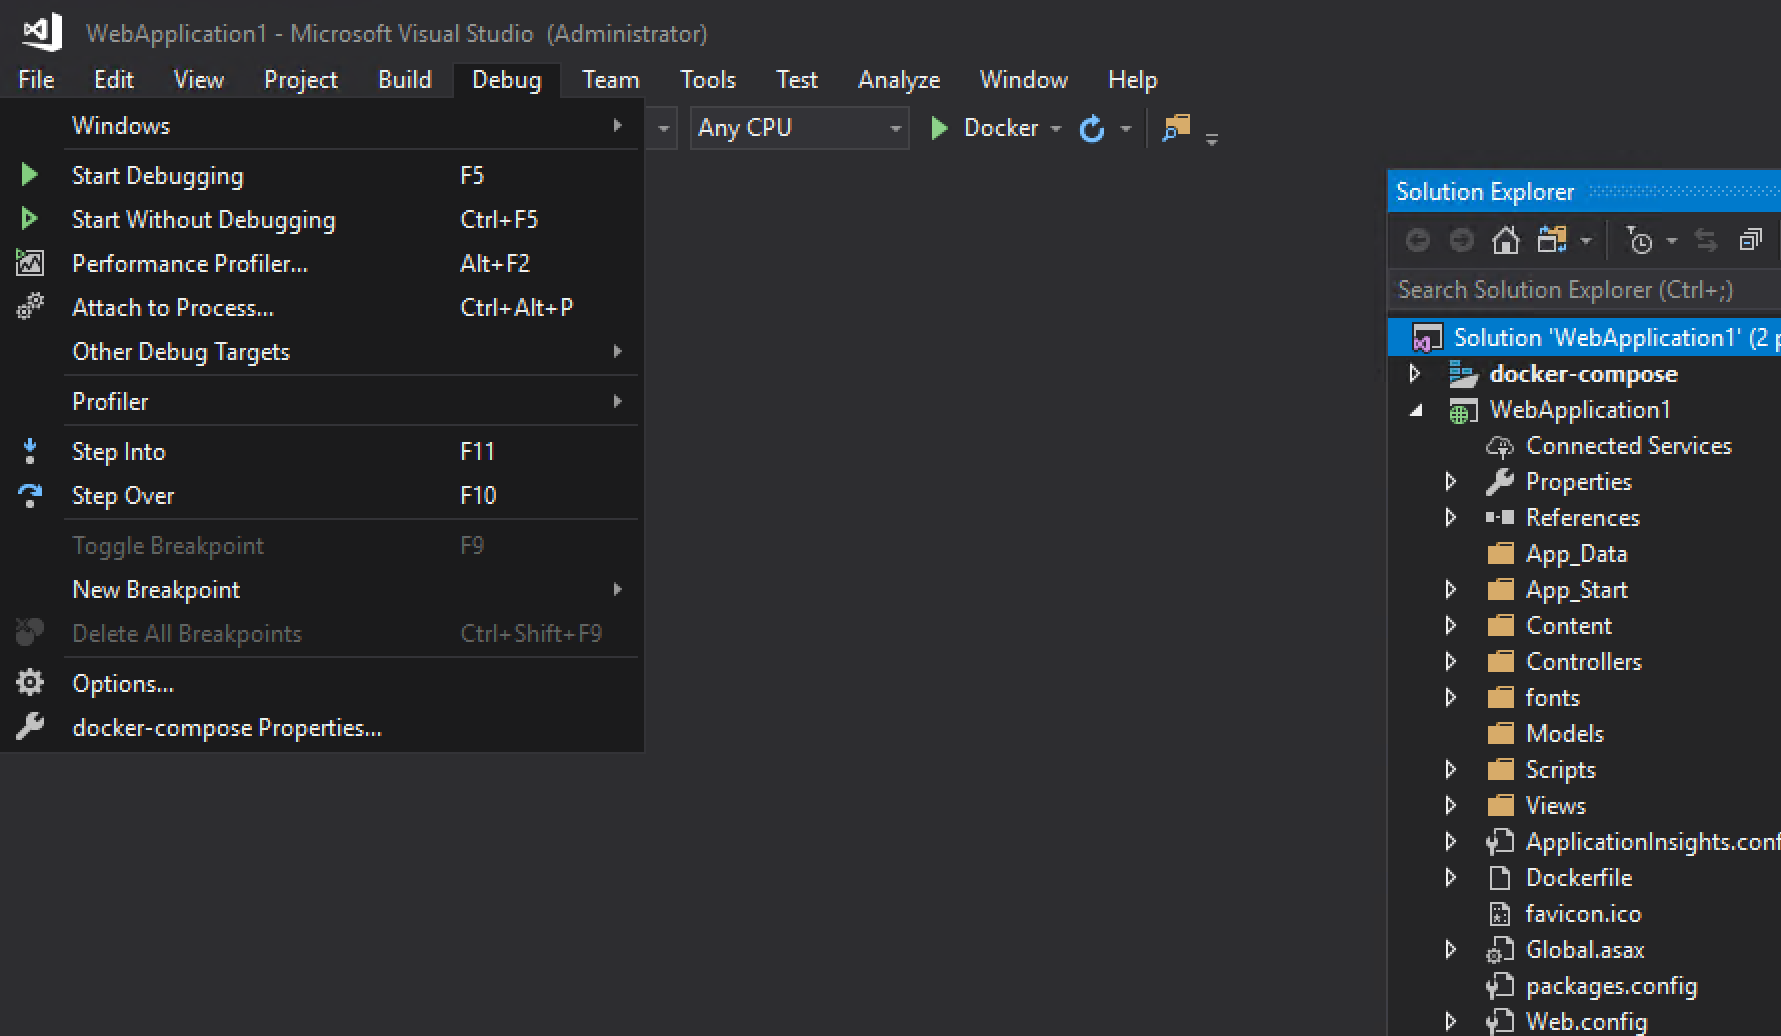 WebApplication1 - Microsoft Visual Studio (Administrator)
File Edit View Project Build Debug Team Tools Test Analyze Window Help
Any CPU Docker
Windows
Start Debugging F5
Start Without Debugging Ctrl+F5
Performance Profiler... Alt+F2
Attach to Process... Ctrl+Alt+P
Other Debug Targets
Profiler
Step Into F11
Step Over F10
Toggle Breakpoint F9
New Breakpoint
Delete All Breakpoints Ctrl+Shift+F9
Options...
docker-compose Properties...
Solution Explorer
Search Solution Explorer (Ctrl+;)
Solution 'WebApplication1' (2 p
docker-compose
WebApplication1
Connected Services
Properties
References
App_Data
App_Start
Content
Controllers
fonts
Models
Scripts
Views
ApplicationInsights.conf
Dockerfile
favicon.ico
Global.asax
packages.config
Web.config